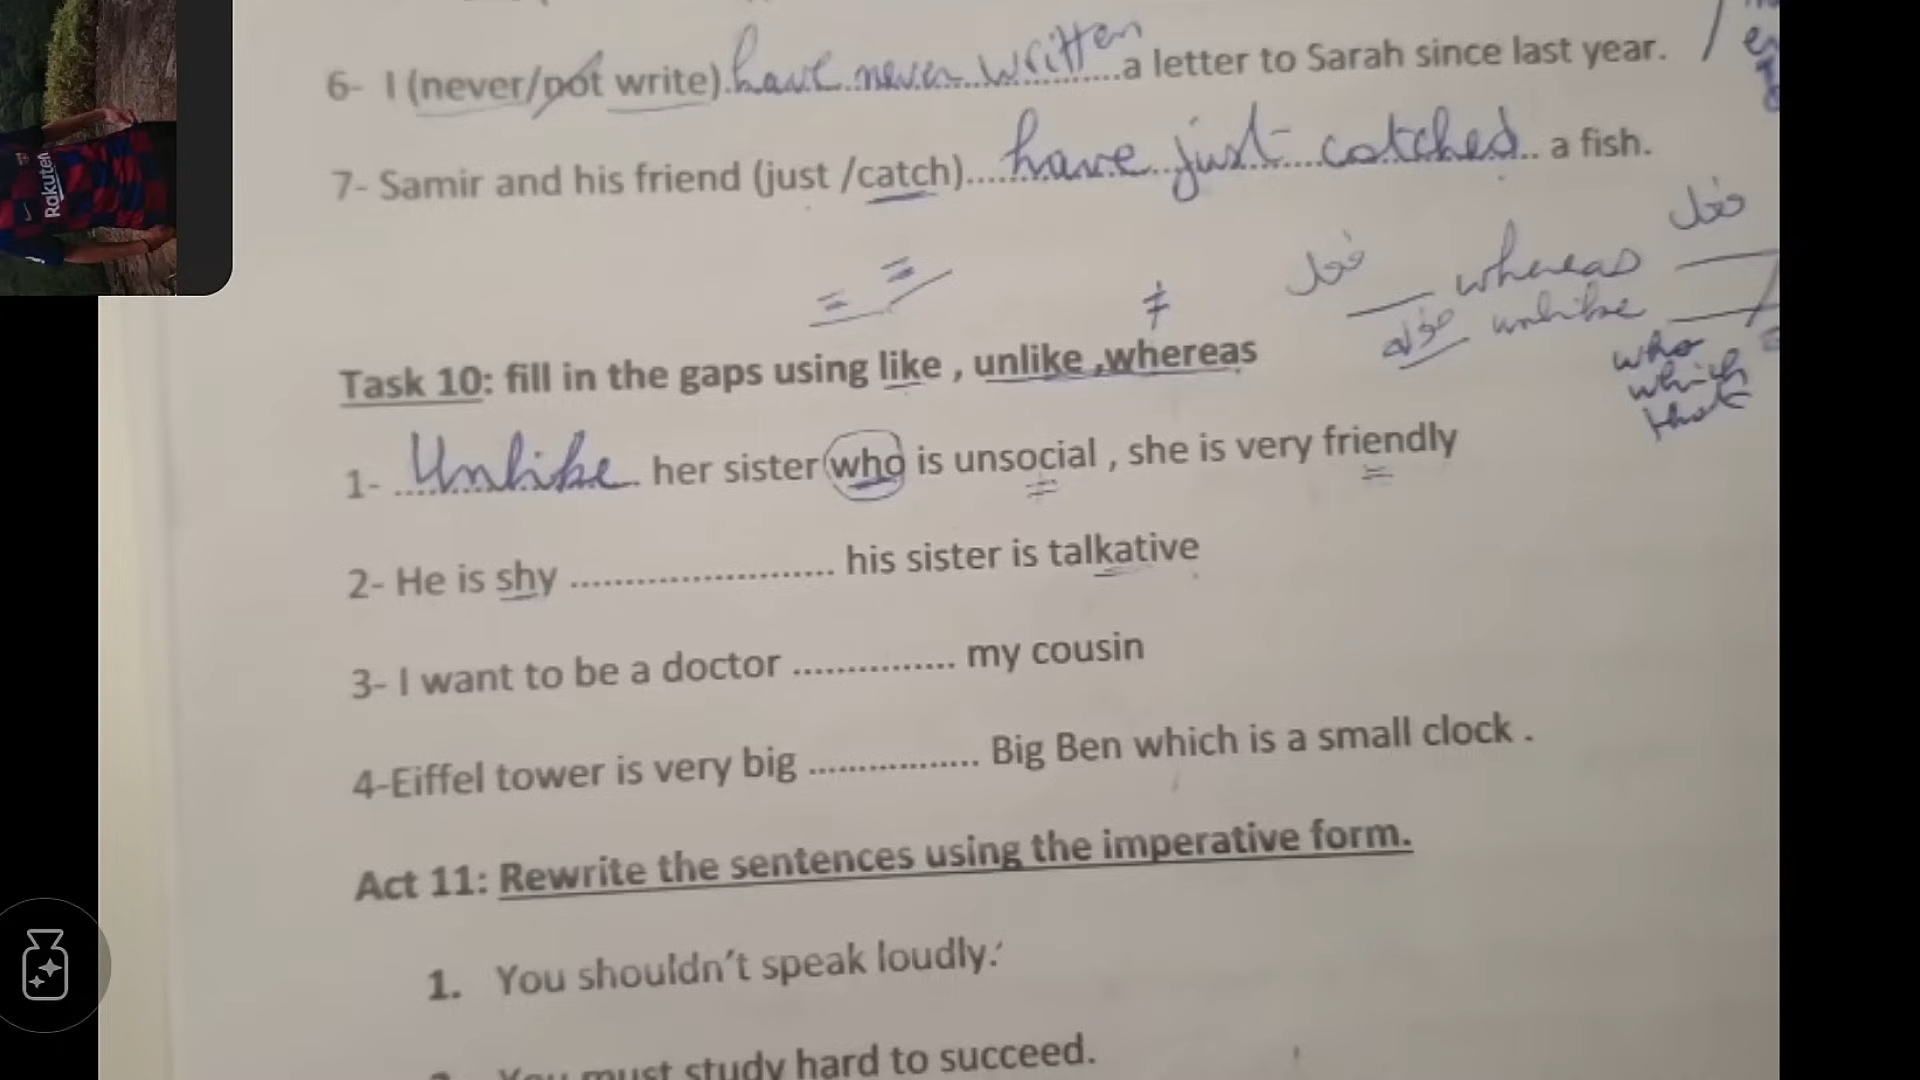 6- I (never/not write).have never written a letter to Sarah since last year.
7- Samir and his friend (just /catch)....have just catched a fish.
Rakuten
= =
≠
whereas
unlike
who
which
that
Task 10: fill in the gaps using like , unlike ,whereas
1- Unlike her sister who is unsocial , she is very friendly
2- He is shy ........................ his sister is talkative
3- I want to be a doctor ............... my cousin
4-Eiffel tower is very big ................. Big Ben which is a small clock .
Act 11: Rewrite the sentences using the imperative form.
1. You shouldn't speak loudly.
You must study hard to succeed.